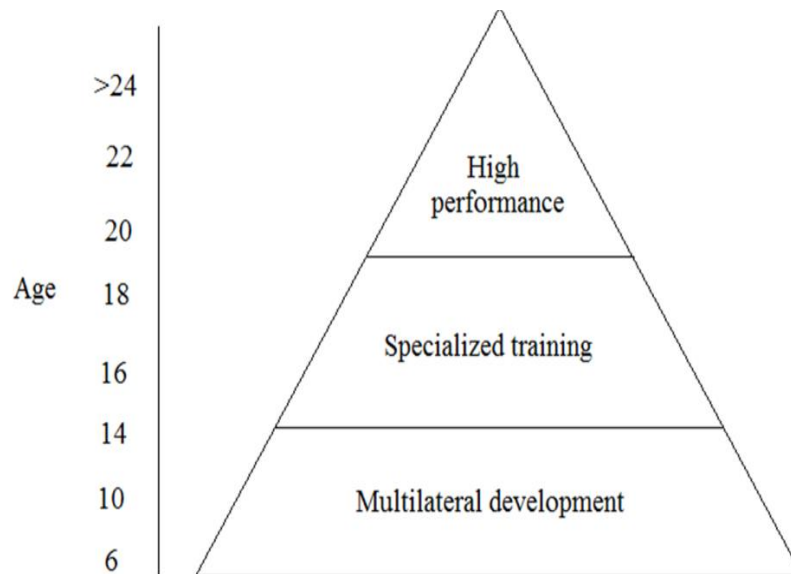 >24
22
20
Age
18
16
14
10
6
High
performance
Specialized training
Multilateral development